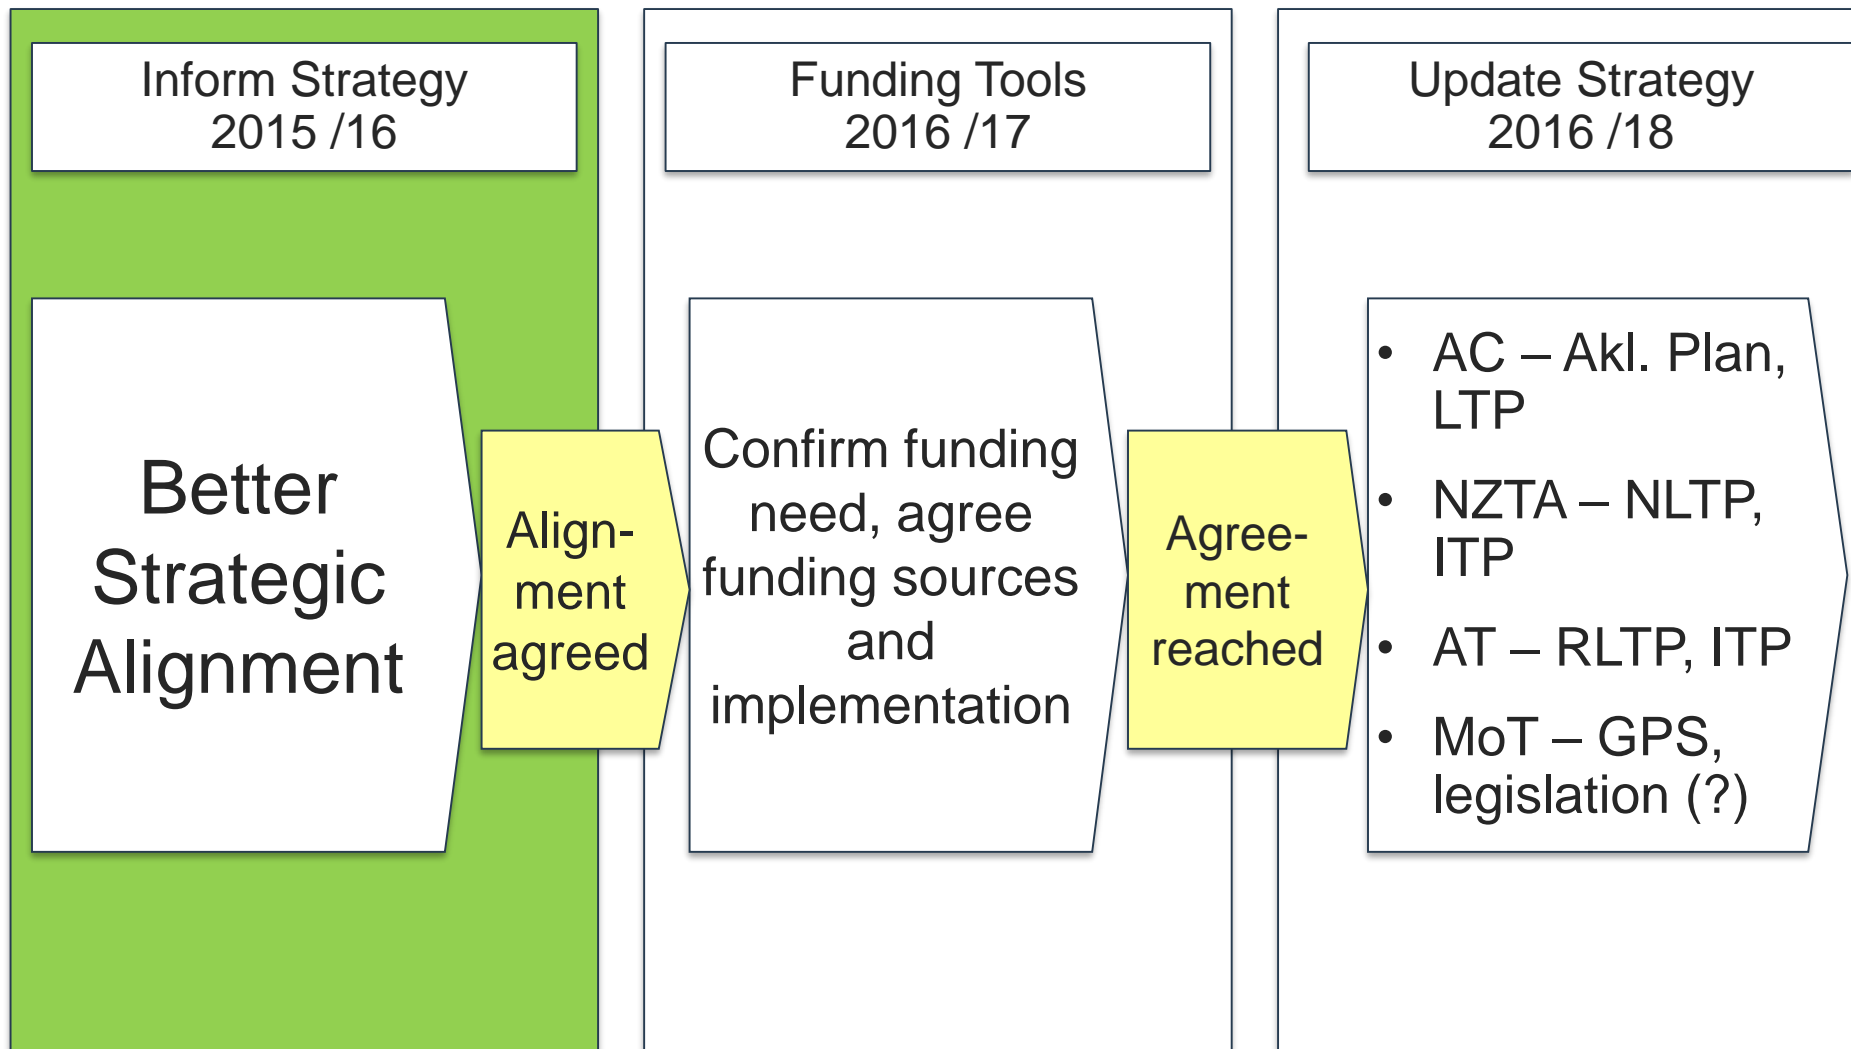 Inform Strategy
2015 /16
Funding Tools
2016 /17
Update Strategy
2016 /18
Better
Strategic
Alignment
Align-
ment
agreed
Confirm funding
need, agree
funding sources
and
implementation
Agree-
ment
reached
• AC – Akl. Plan,
LTP
• NZTA – NLTP,
ITP
• AT – RLTP, ITP
• MoT – GPS,
legislation (?)